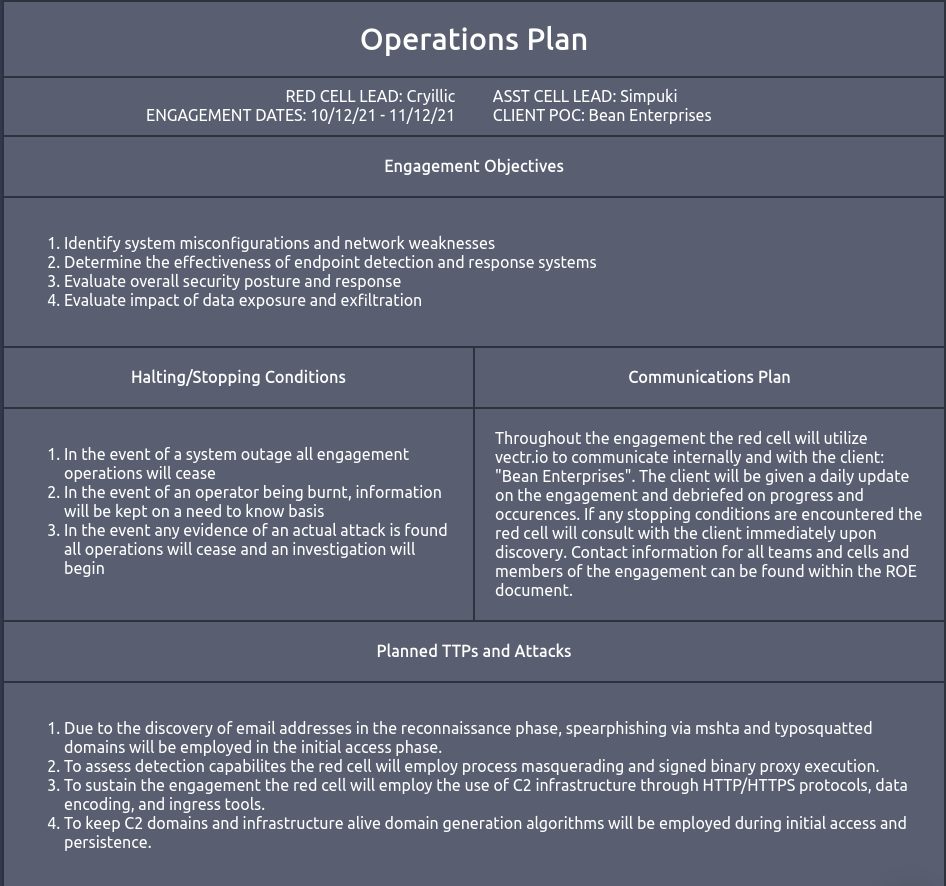 Operations Plan
RED CELL LEAD: Cryillic
ENGAGEMENT DATES: 10/12/21 - 11/12/21
ASST CELL LEAD: Simpuki
CLIENT POC: Bean Enterprises
Engagement Objectives
1. Identify system misconfigurations and network weaknesses
2. Determine the effectiveness of endpoint detection and response systems
3. Evaluate overall security posture and response
4. Evaluate impact of data exposure and exfiltration
Halting/Stopping Conditions
1. In the event of a system outage all engagement
operations will cease
2. In the event of an operator being burnt, information
will be kept on a need to know basis
3. In the event any evidence of an actual attack is found
all operations will cease and an investigation will
begin
Communications Plan
Throughout the engagement the red cell will utilize
vectr.io to communicate internally and with the client:
"Bean Enterprises". The client will be given a daily update
on the engagement and debriefed on progress and
occurences. If any stopping conditions are encountered the
red cell will consult with the client immediately upon
discovery. Contact information for all teams and cells and
members of the engagement can be found within the ROE
document.
Planned TTPs and Attacks
1. Due to the discovery of email addresses in the reconnaissance phase, spearphishing via mshta and typosquatted
domains will be employed in the initial access phase.
2. To assess detection capabilites the red cell will employ process masquerading and signed binary proxy execution.
3. To sustain the engagement the red cell will employ the use of C2 infrastructure through HTTP/HTTPS protocols, data
encoding, and ingress tools.
4. To keep C2 domains and infrastructure alive domain generation algorithms will be employed during initial access and
persistence.